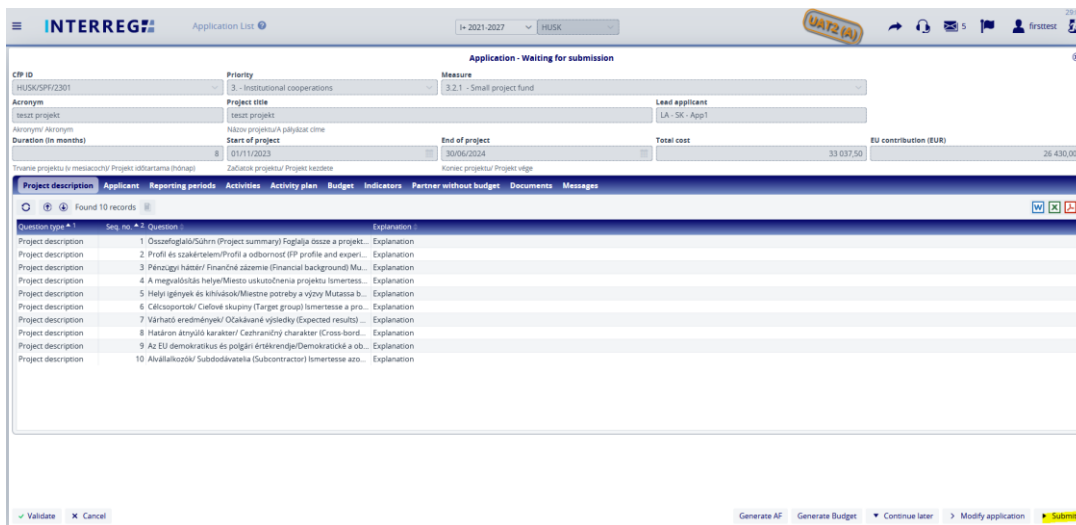 INTERREG
Application List
I+ 2021-2027
HUSK
UAT2 (A)
5
firsttest
Application - Waiting for submission
CfP ID Priority Measure
HUSK/SPF/2301 3. - Institutional cooperations 3.2.1 - Small project fund
Acronym Project title Lead applicant
teszt projekt teszt projekt LA - SK - App1
Akronym/ Akronym Názov projektu/A pályázat címe
Duration (in months) Start of project End of project Total cost EU contribution (EUR)
8 01/11/2023 30/06/2024 33 037,50 26 430,00
Trvanie projektu (v mesiacoch)/ Projekt időtartama (hónap) Začiatok projektu/ Projekt kezdete Koniec projektu/ Projekt vége
Project description Applicant Reporting periods Activities Activity plan Budget Indicators Partner without budget Documents Messages
Found 10 records
W X
Question type 1 Seq. no. 2 Question Explanation
Project description 1 Összefoglaló/Súhrn (Project summary) Foglalja össze a projekt... Explanation
Project description 2 Profil és szakértelem/Profil a odbornosť (FP profile and experi... Explanation
Project description 3 Pénzügyi háttér/ Finančné zázemie (Financial background) Mu... Explanation
Project description 4 A megvalósítás helye/Miesto uskutočnenia projektu Ismertess... Explanation
Project description 5 Helyi igények és kihívások/Miestne potreby a výzvy Mutassa b... Explanation
Project description 6 Célcsoportok/ Cieľové skupiny (Target group) Ismertesse a pro... Explanation
Project description 7 Várható eredmények/ Očakávané výsledky (Expected results) ... Explanation
Project description 8 Határon átnyúló karakter/ Cezhraničný charakter (Cross-bord... Explanation
Project description 9 Az EU demokratikus és polgári értékrendje/Demokratické a ob... Explanation
Project description 10 Alvállalkozók/ Subdodávatelia (Subcontractor) Ismertesse azo... Explanation
Validate Cancel Generate AF Generate Budget Continue later Modify application Submit